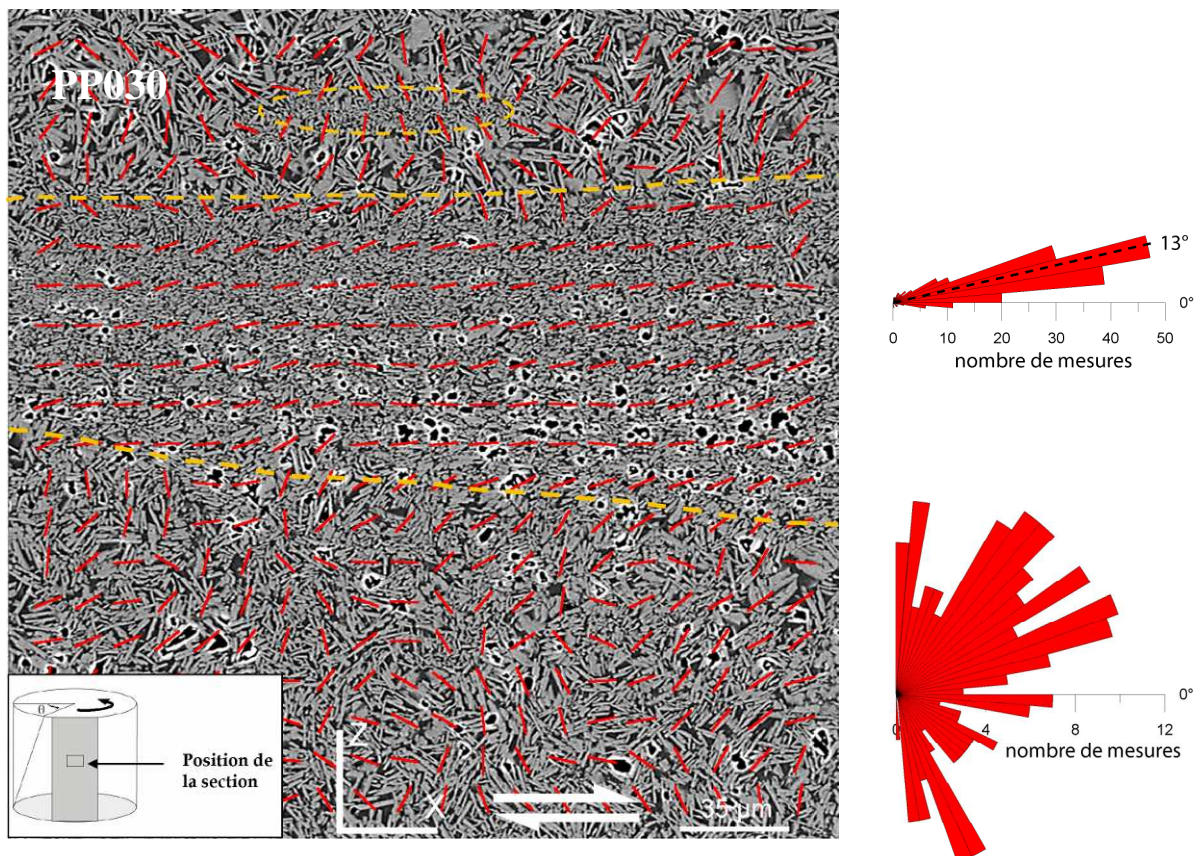 PP030
Z
X
35 µm
θ
Position de
la section
13°
0°
0 10 20 30 40 50
nombre de mesures
0°
0 4 8 12
nombre de mesures